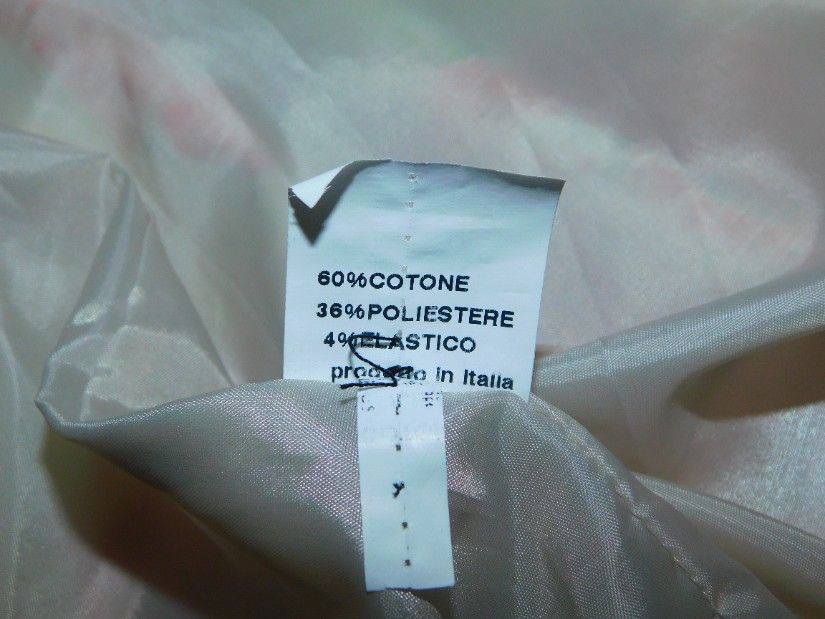 60%COTONE
36%POLIESTERE
4%ELASTICO
prodotto in Italia